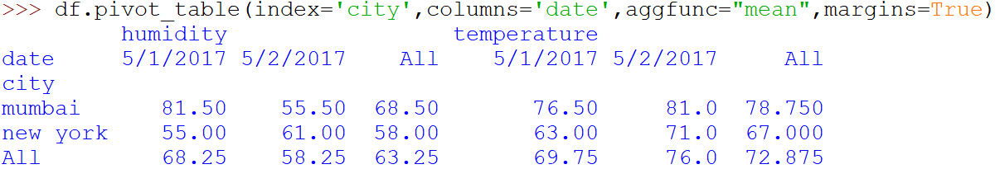 >>> df.pivot_table(index='city',columns='date',aggfunc="mean",margins=True)
humidity temperature
date 5/1/2017 5/2/2017 All 5/1/2017 5/2/2017 All
city
mumbai 81.50 55.50 68.50 76.50 81.0 78.750
new york 55.00 61.00 58.00 63.00 71.0 67.000
All 68.25 58.25 63.25 69.75 76.0 72.875